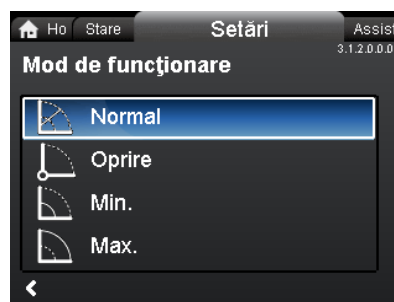 Ho Stare Setări Assist
3.1.2.0.0.0
Mod de funcţionare
Normal
Oprire
Min.
Max.